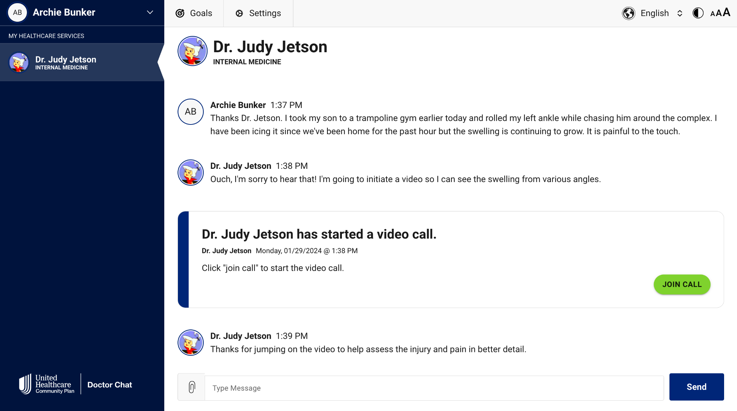 AB Archie Bunker
MY HEALTHCARE SERVICES
Dr. Judy Jetson
INTERNAL MEDICINE
United
Healthcare
Community Plan
Doctor Chat
Goals Settings English AAA
Dr. Judy Jetson
INTERNAL MEDICINE
AB
Archie Bunker 1:37 PM
Thanks Dr. Jetson. I took my son to a trampoline gym earlier today and rolled my left ankle while chasing him around the complex. I
have been icing it since we've been home for the past hour but the swelling is continuing to grow. It is painful to the touch.
Dr. Judy Jetson 1:38 PM
Ouch, I'm sorry to hear that! I'm going to initiate a video so I can see the swelling from various angles.
Dr. Judy Jetson has started a video call.
Dr. Judy Jetson Monday, 01/29/2024 @ 1:38 PM
Click "join call" to start the video call.
JOIN CALL
Dr. Judy Jetson 1:39 PM
Thanks for jumping on the video to help assess the injury and pain in better detail.
Type Message
Send